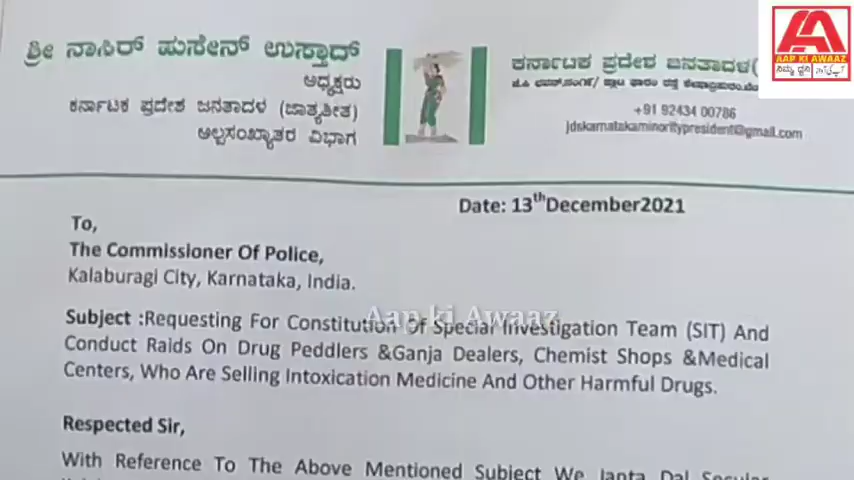 ಶ್ರೀ ನಾಸಿರ್ ಹುಸೇನ್ ಉಸ್ತಾದ್
ಅಧ್ಯಕ್ಷರು
ಕರ್ನಾಟಕ ಪ್ರದೇಶ ಜನತಾದಳ (ಜಾತ್ಯತೀತ)
ಅಲ್ಪಸಂಖ್ಯಾತರ ವಿಭಾಗ
ಕರ್ನಾಟಕ ಪ್ರದೇಶ ಜನತಾದಳ(
+91 92434 00786
jdskarnatakaminoritypresident@gmail.com
AAP KI AWAAZ
ನಿಮ್ಮ ಧ್ವನಿ
Date: 13thDecember2021
To,
The Commissioner Of Police,
Kalaburagi City, Karnataka, India.
Aap ki Awaaz
Subject :Requesting For Constitution Of Special Investigation Team (SIT) And
Conduct Raids On Drug Peddlers &Ganja Dealers, Chemist Shops &Medical
Centers, Who Are Selling Intoxication Medicine And Other Harmful Drugs.
Respected Sir,
With Reference To The Above Mentioned Subject We Janta Dal Secular